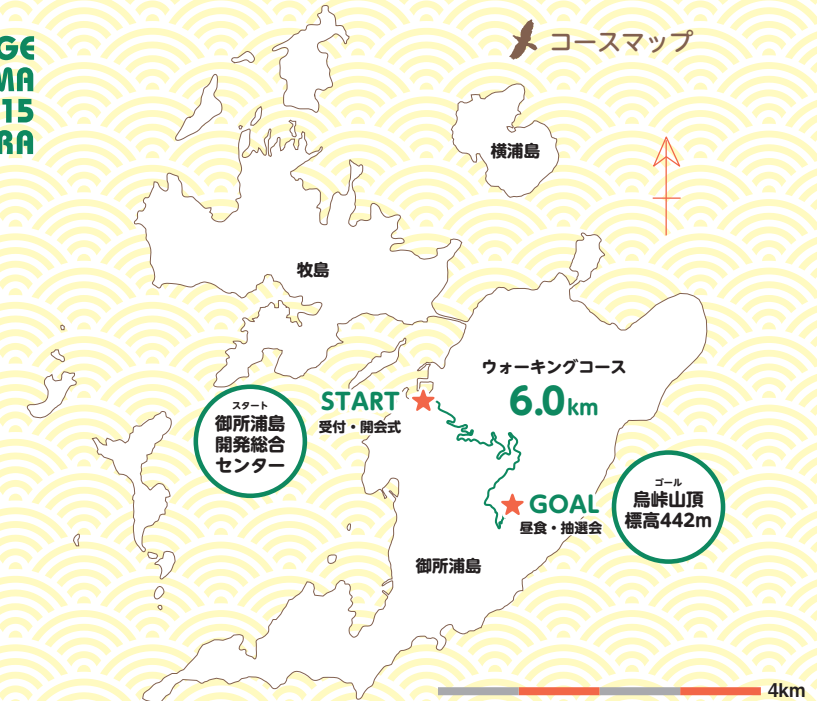 GE
MA
15
RA
コースマップ
横浦島
牧島
ウォーキングコース
6.0km
START
受付・開会式
スタート
御所浦島
開発総合
センター
GOAL
昼食・抽選会
ゴール
烏峠山頂
標高442m
御所浦島
4km